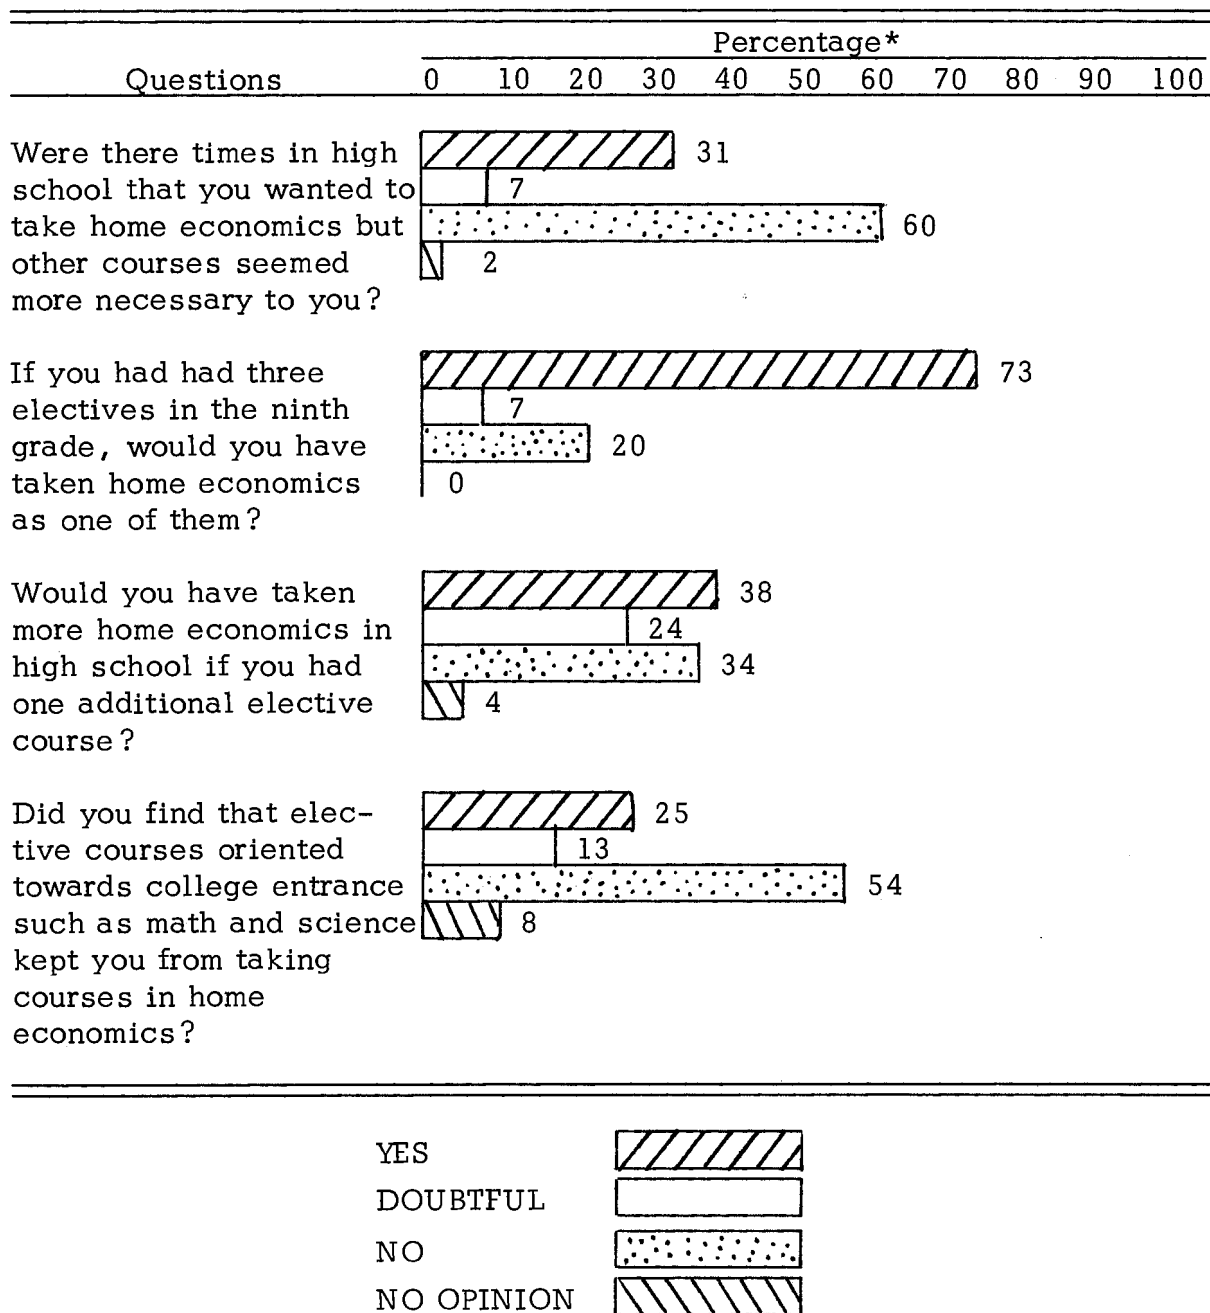 Percentage*
Questions 0 10 20 30 40 50 60 70 80 90 100
Were there times in high
school that you wanted to
take home economics but
other courses seemed
more necessary to you?
31
7
60
2
If you had had three
electives in the ninth
grade, would you have
taken home economics
as one of them?
73
7
20
0
Would you have taken
more home economics in
high school if you had
one additional elective
course?
38
24
34
4
Did you find that elec-
tive courses oriented
towards college entrance
such as math and science
kept you from taking
courses in home
economics?
25
13
54
8
YES
DOUBTFUL
NO
NO OPINION